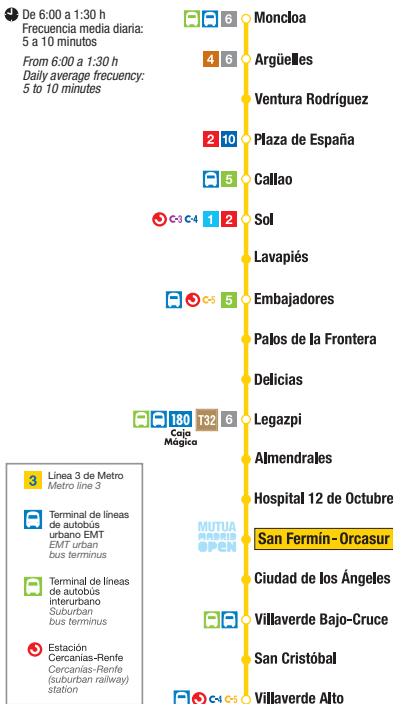 De 6:00 a 1:30 h
Frecuencia media diaria:
5 a 10 minutos
From 6:00 a 1:30 h
Daily average frecuency:
5 to 10 minutes
6 Moncloa
4 6 Argüelles
Ventura Rodríguez
2 10 Plaza de España
5 Callao
C-3 C-4 1 2 Sol
Lavapiés
C-5 5 Embajadores
Palos de la Frontera
Delicias
180 T32 6 Legazpi
Caja
Mágica
Almendrales
Hospital 12 de Octubre
MUTUA
MADRID
OPEN
San Fermín-Orcasur
Ciudad de los Ángeles
Villaverde Bajo-Cruce
San Cristóbal
C-4 C-5 Villaverde Alto
3 Línea 3 de Metro
Metro line 3
Terminal de líneas
de autobús
urbano EMT
EMT urban
bus terminus
Terminal de líneas
de autobús
interurbano
Suburban
bus terminus
Estación
Cercanías-Renfe
Cercanías-Renfe
(suburban railway)
station